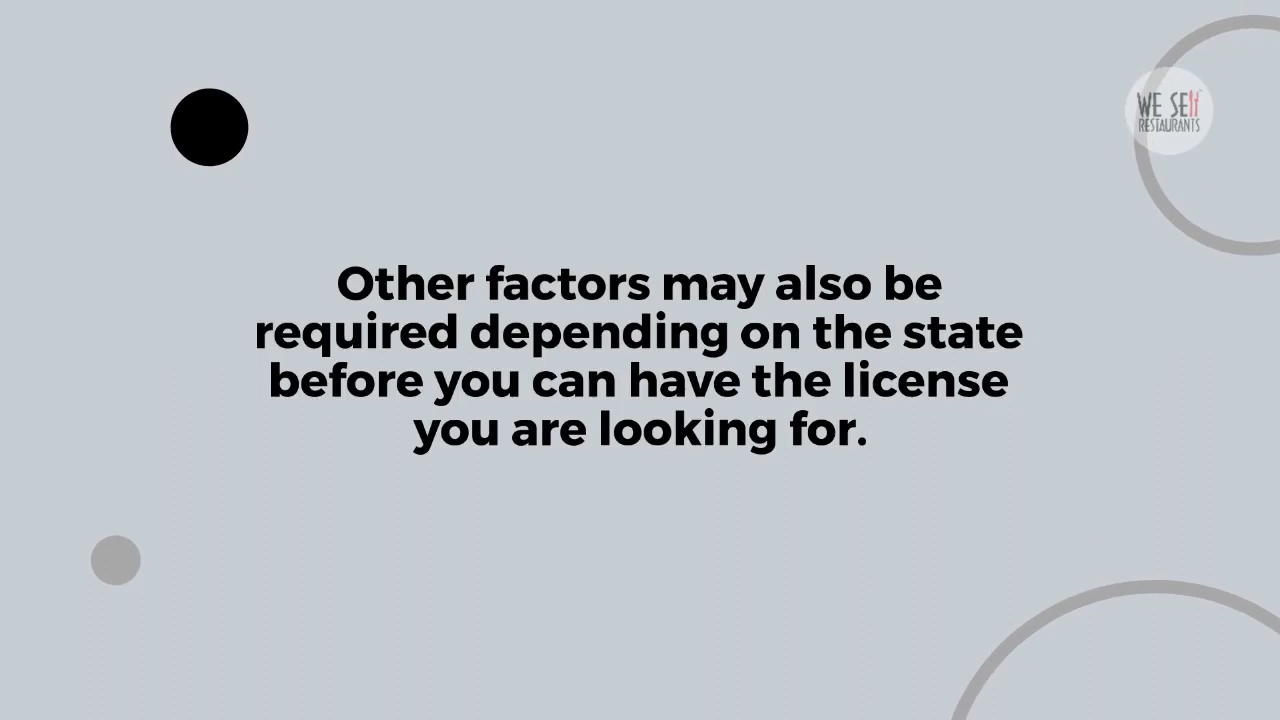 WE SELL
RESTAURANTS
Other factors may also be
required depending on the state
before you can have the license
you are looking for.